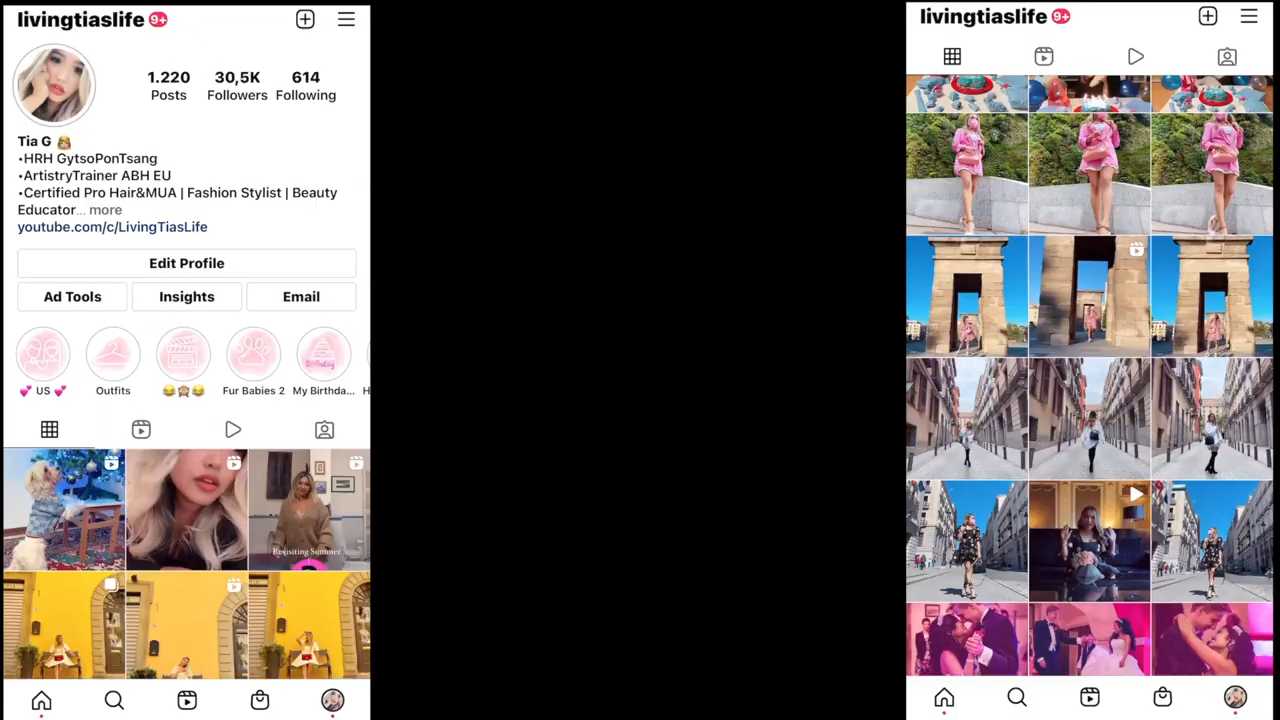 livingtiaslife 9+
1.220 30,5K 614
Posts Followers Following
Tia G
•HRH GytsoPonTsang
•ArtistryTrainer ABH EU
•Certified Pro Hair&MUA | Fashion Stylist | Beauty
Educator... more
youtube.com/c/LivingTiasLife
Edit Profile
Ad Tools Insights Email
US Outfits Fur Babies 2 My Birthda... H
Birthday
Revisiting Summer
livingtiaslife 9+